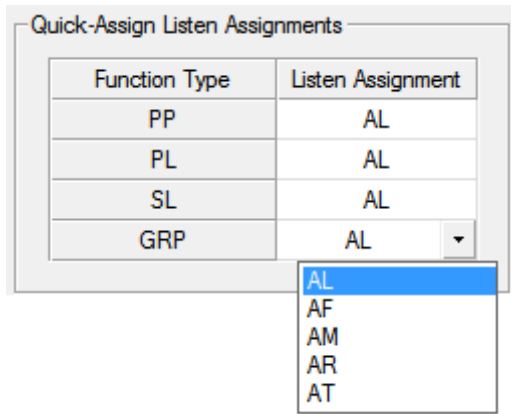 Quick-Assign Listen Assignments
Function Type Listen Assignment
PP AL
PL AL
SL AL
GRP AL
AL
AF
AM
AR
AT